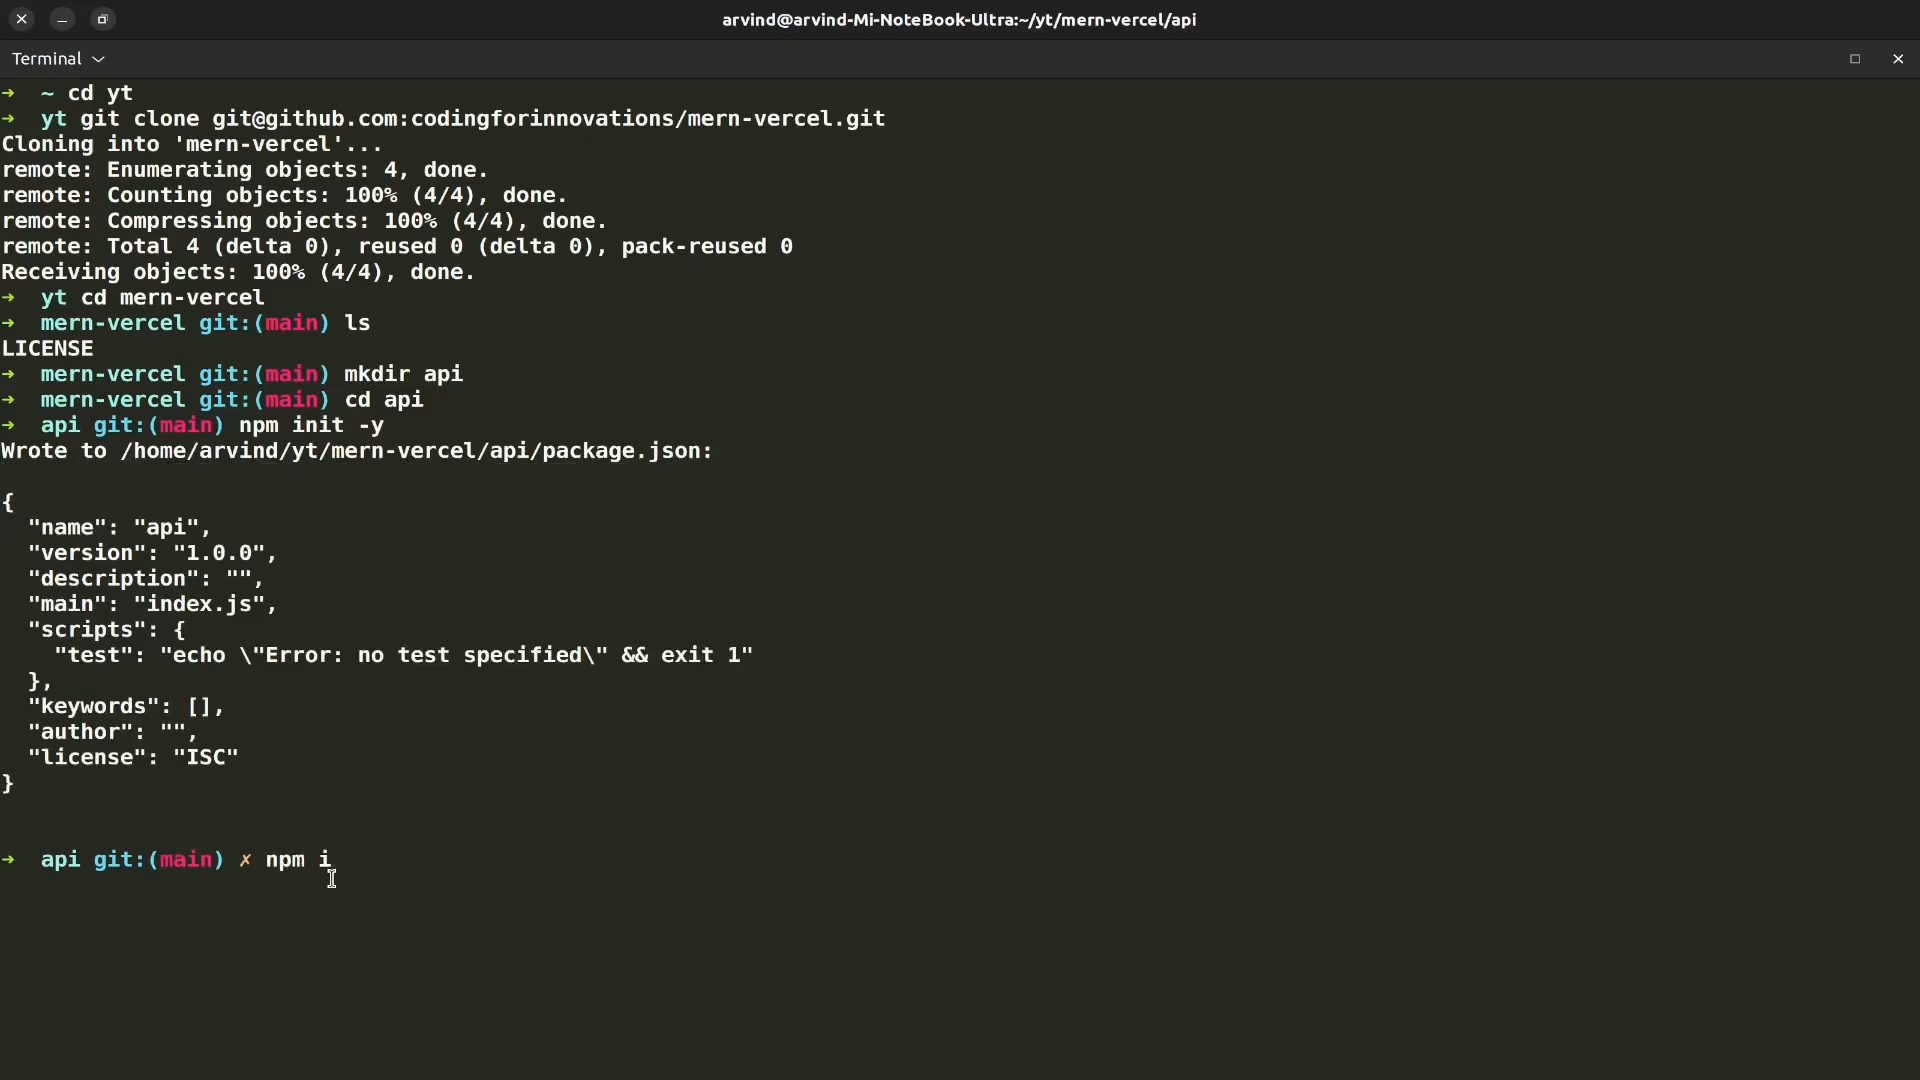 arvind@arvind-Mi-NoteBook-Ultra:~/yt/mern-vercel/api
Terminal
➜  ~ cd yt
➜  yt git clone git@github.com:codingforinnovations/mern-vercel.git
Cloning into 'mern-vercel'...
remote: Enumerating objects: 4, done.
remote: Counting objects: 100% (4/4), done.
remote: Compressing objects: 100% (4/4), done.
remote: Total 4 (delta 0), reused 0 (delta 0), pack-reused 0
Receiving objects: 100% (4/4), done.
➜  yt cd mern-vercel
➜  mern-vercel git:(main) ls
LICENSE
➜  mern-vercel git:(main) mkdir api
➜  mern-vercel git:(main) cd api
➜  api git:(main) npm init -y
Wrote to /home/arvind/yt/mern-vercel/api/package.json:
{
  "name": "api",
  "version": "1.0.0",
  "description": "",
  "main": "index.js",
  "scripts": {
    "test": "echo \"Error: no test specified\" && exit 1"
  },
  "keywords": [],
  "author": "",
  "license": "ISC"
}
➜  api git:(main) ✗ npm i